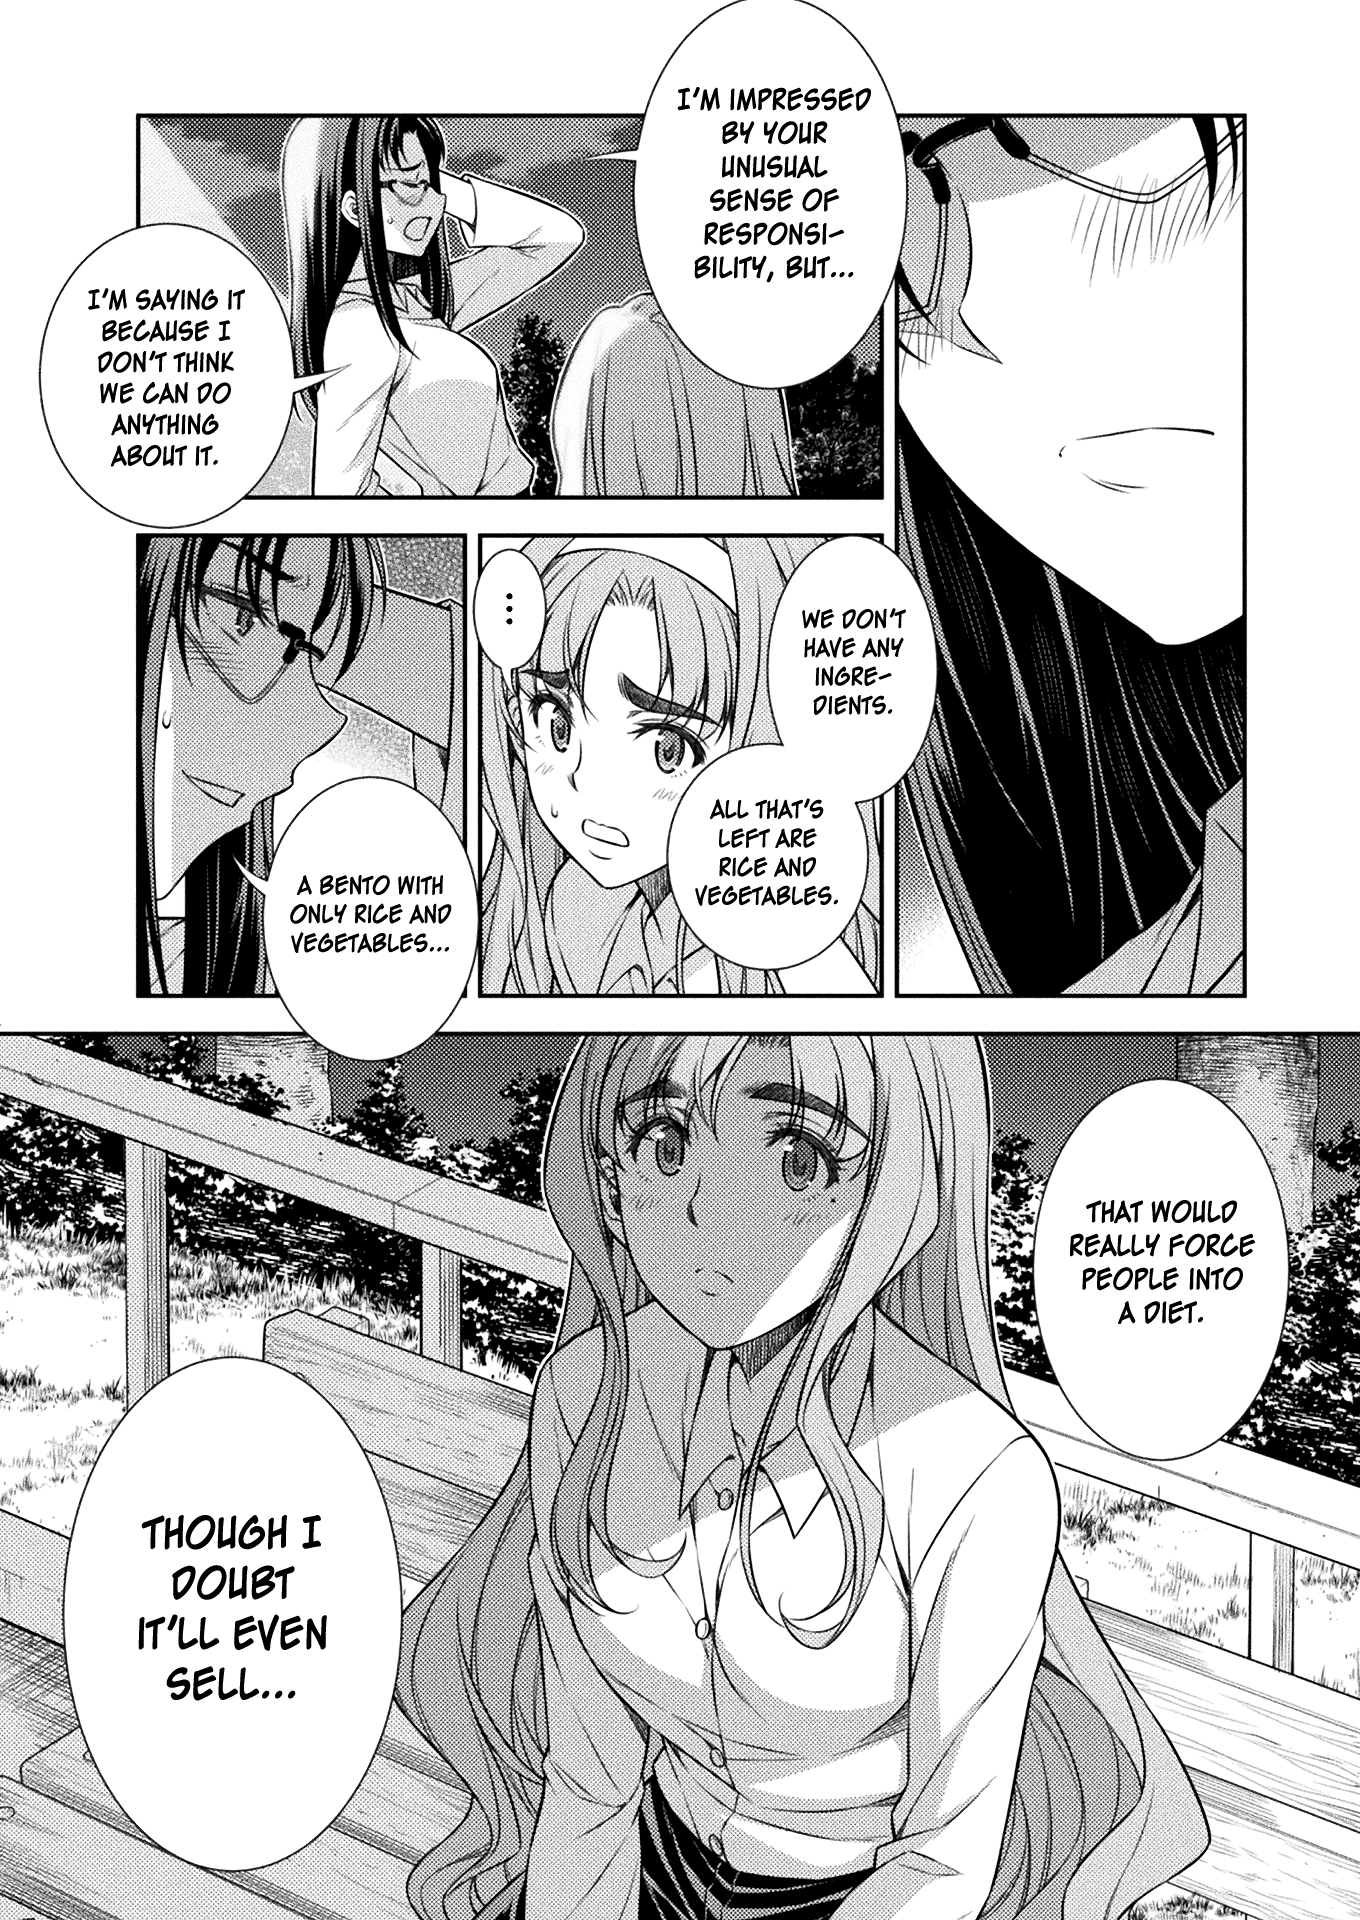 I'M IMPRESSED
BY YOUR
UNUSUAL
SENSE OF
RESPONSI-
BILITY, BUT...
I'M SAYING IT
BECAUSE I
DON'T THINK
WE CAN DO
ANYTHING
ABOUT IT.
WE DON'T
HAVE ANY
INGRE-
DIENTS.
ALL THAT'S
LEFT ARE
RICE AND
VEGETABLES.
...
A BENTO WITH
ONLY RICE AND
VEGETABLES...
THAT WOULD
REALLY FORCE
PEOPLE INTO
A DIET.
THOUGH I
DOUBT
IT'LL EVEN
SELL...